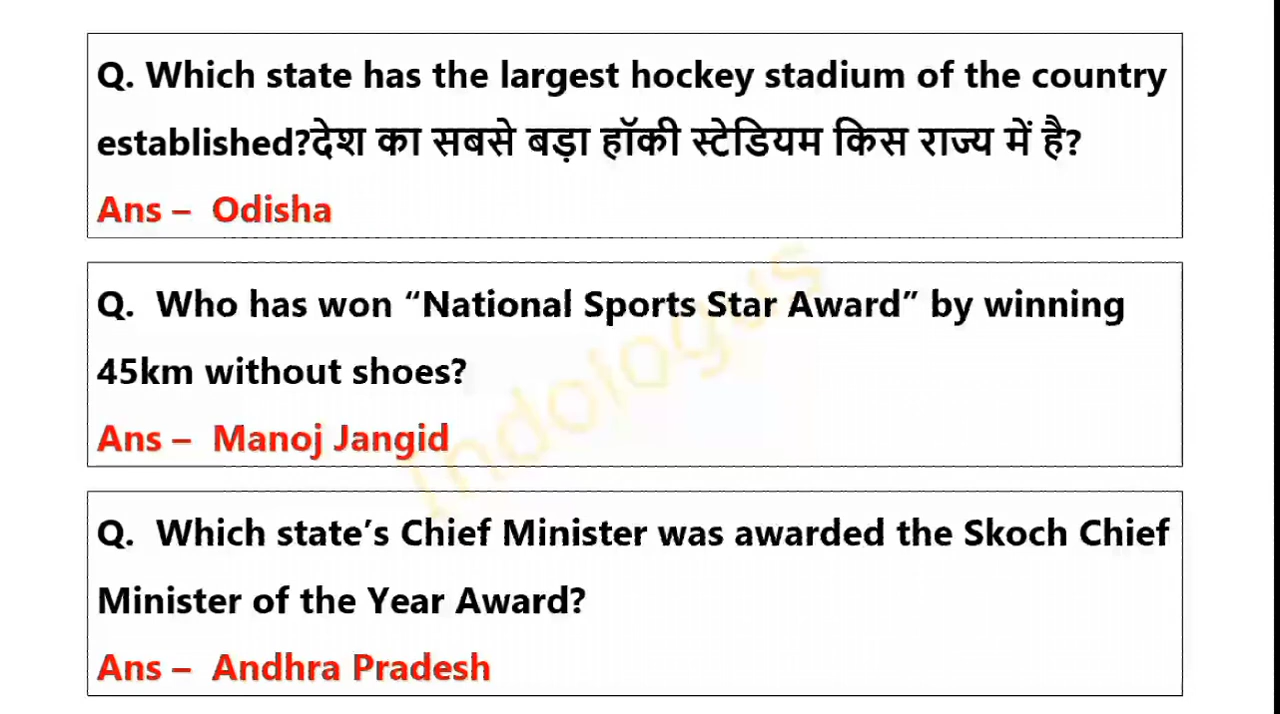 Q. Which state has the largest hockey stadium of the country
established?देश का सबसे बड़ा हॉकी स्टेडियम किस राज्य में है?
Ans – Odisha
Q. Who has won “National Sports Star Award” by winning
45km without shoes?
Ans – Manoj Jangid
Q. Which state’s Chief Minister was awarded the Skoch Chief
Minister of the Year Award?
Ans – Andhra Pradesh
Indojogus